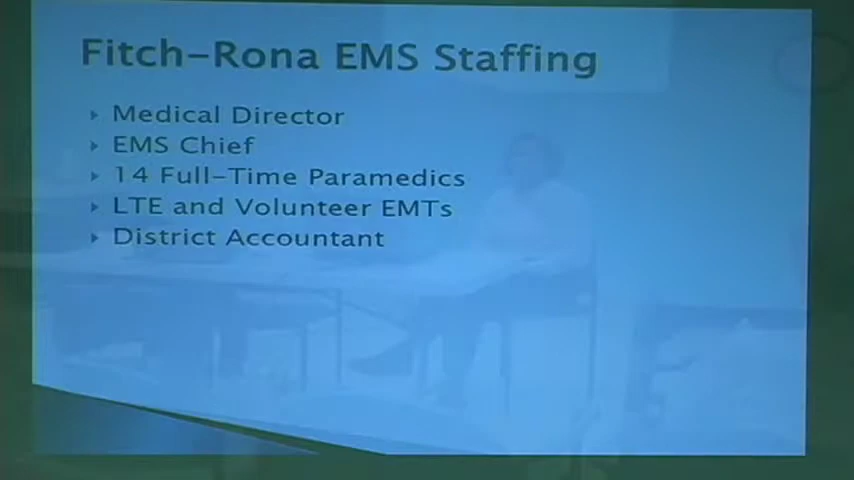 Fitch-Rona EMS Staffing
Medical Director
EMS Chief
14 Full-Time Paramedics
LTE and Volunteer EMTs
District Accountant